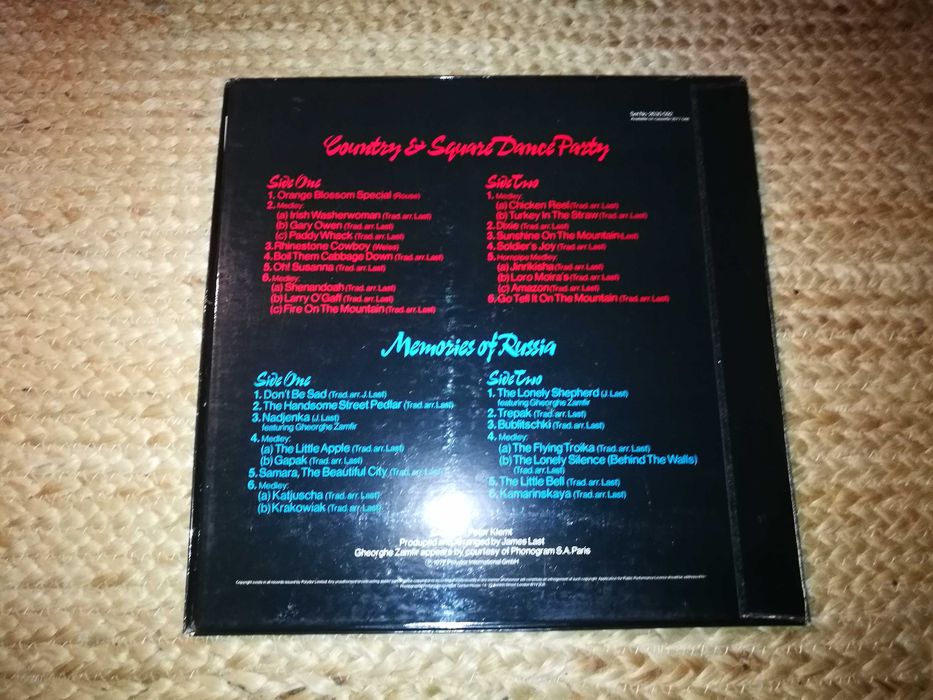 Country & Square Dance Party
Side One
1. Orange Blossom Special (Rouse)
2. Medley:
(a) Irish Washerwoman (Trad. arr. Last)
(b) Gary Owen (Trad. arr. Last)
(c) Paddy Whack (Trad. arr. Last)
3. Rhinestone Cowboy (Weiss)
4. Boil Them Cabbage Down (Trad. arr. Last)
5. Oh! Susanna (Trad. arr. Last)
6. Medley:
(a) Shenandoah (Trad. arr. Last)
(b) Larry O'Gaff (Trad. arr. Last)
(c) Fire On The Mountain (Trad. arr. Last)
Side Two
1. Medley:
(a) Chicken Reel (Trad. arr. Last)
(b) Turkey In The Straw (Trad. arr. Last)
2. Dixie (Trad. arr. Last)
3. Sunshine On The Mountain (Last)
4. Soldier's Joy (Trad. arr. Last)
5. Hornpipe Medley:
(a) Jinrikisha (Trad. arr. Last)
(b) Loro Moira's (Trad. arr. Last)
(c) Amazon (Trad. arr. Last)
6. Go Tell It On The Mountain (Trad. arr. Last)
Memories of Russia
Side One
1. Don't Be Sad (Trad. arr. J. Last)
2. The Handsome Street Pedlar (Trad. arr. Last)
3. Nadjenka (J. Last)
featuring Gheorghe Zamfir
4. Medley:
(a) The Little Apple (Trad. arr. Last)
(b) Gapak (Trad. arr. Last)
5. Samara, The Beautiful City (Trad. arr. Last)
6. Medley:
(a) Katjuscha (Trad. arr. Last)
(b) Krakowiak (Trad. arr. Last)
Side Two
1. The Lonely Shepherd (J. Last)
featuring Gheorghe Zamfir
2. Trepak (Trad. arr. Last)
3. Bublitschki (Trad. arr. Last)
4. Medley:
(a) The Flying Troika (Trad. arr. Last)
(b) The Lonely Silence (Behind The Walls)
(Trad. arr. Last)
5. The Little Bell (Trad. arr. Last)
6. Kamarinskaya (Trad. arr. Last)
Peter Klemt
Produced and Arranged by James Last
Gheorghe Zamfir appears by courtesy of Phonogram S.A. Paris
Polydor International GmbH